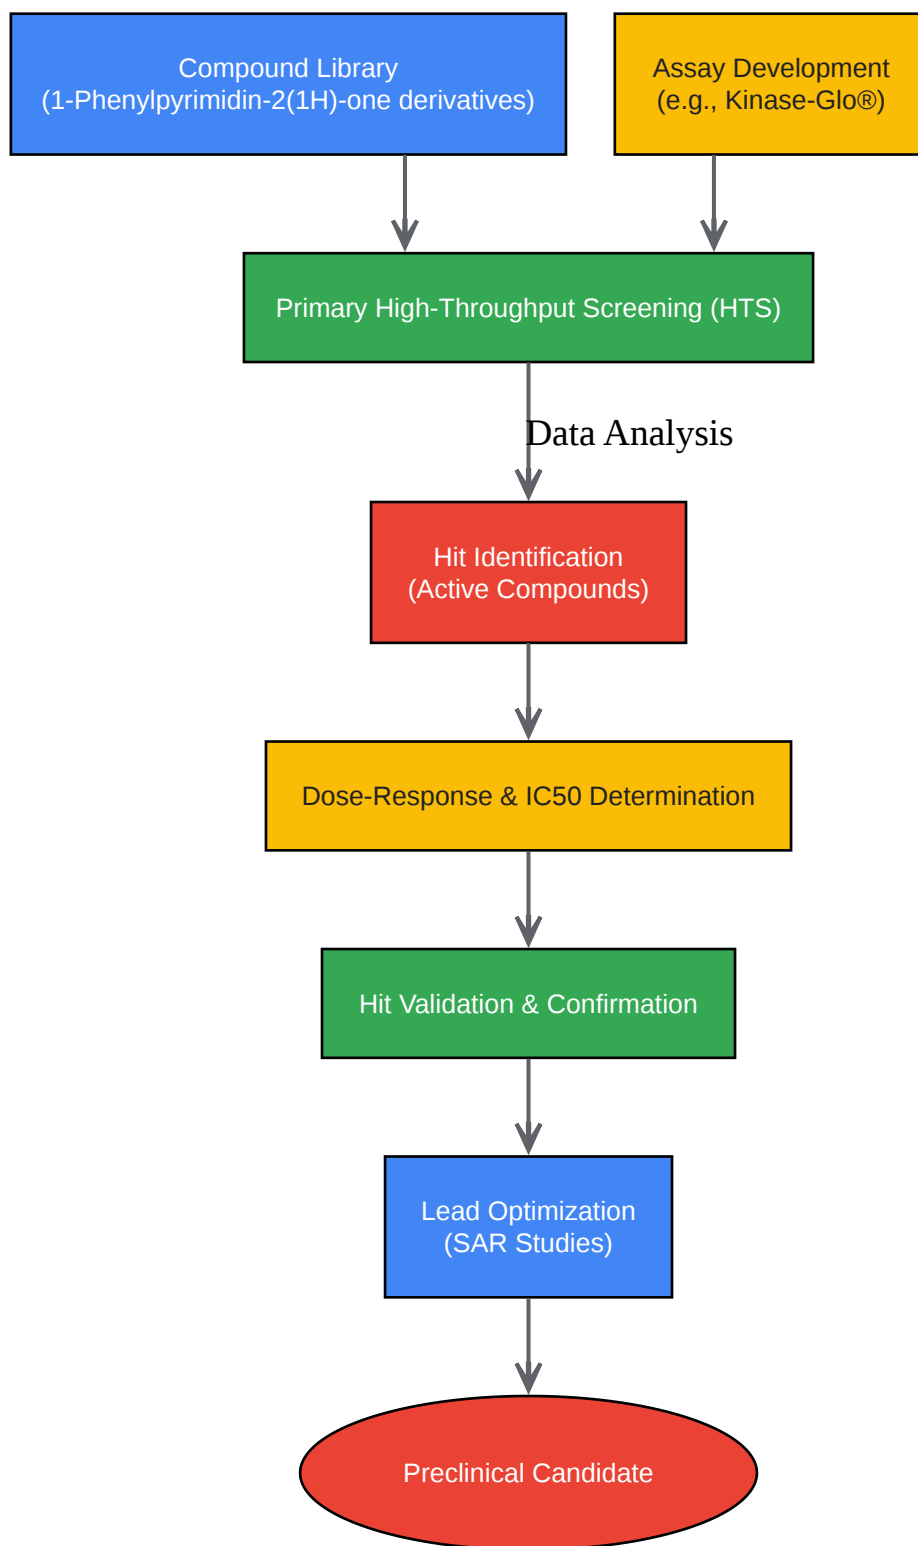 Compound Library
(1-Phenylpyrimidin-2(1H)-one derivatives)
Assay Development
(e.g., Kinase-Glo®)
Primary High-Throughput Screening (HTS)
Data Analysis
Hit Identification
(Active Compounds)
Dose-Response & IC50 Determination
Hit Validation & Confirmation
Lead Optimization
(SAR Studies)
Preclinical Candidate